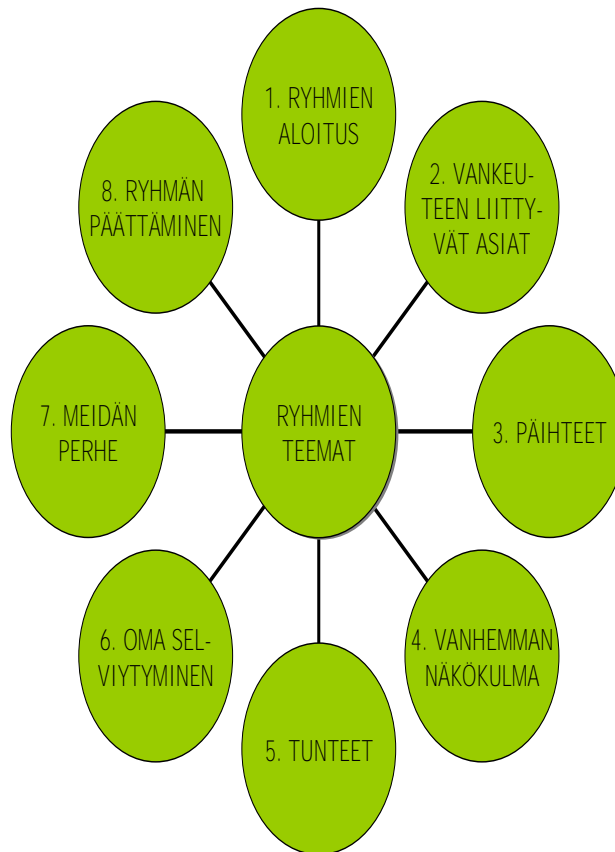 RYHMIEN
TEEMAT
1. RYHMIEN
ALOITUS
2. VANKEU-
TEEN LIITTY-
VÄT ASIAT
3. PÄIHTEET
4. VANHEMMAN
NÄKÖKULMA
5. TUNTEET
6. OMA SEL-
VIYTYMINEN
7. MEIDÄN
PERHE
8. RYHMÄN
PÄÄTTÄMINEN